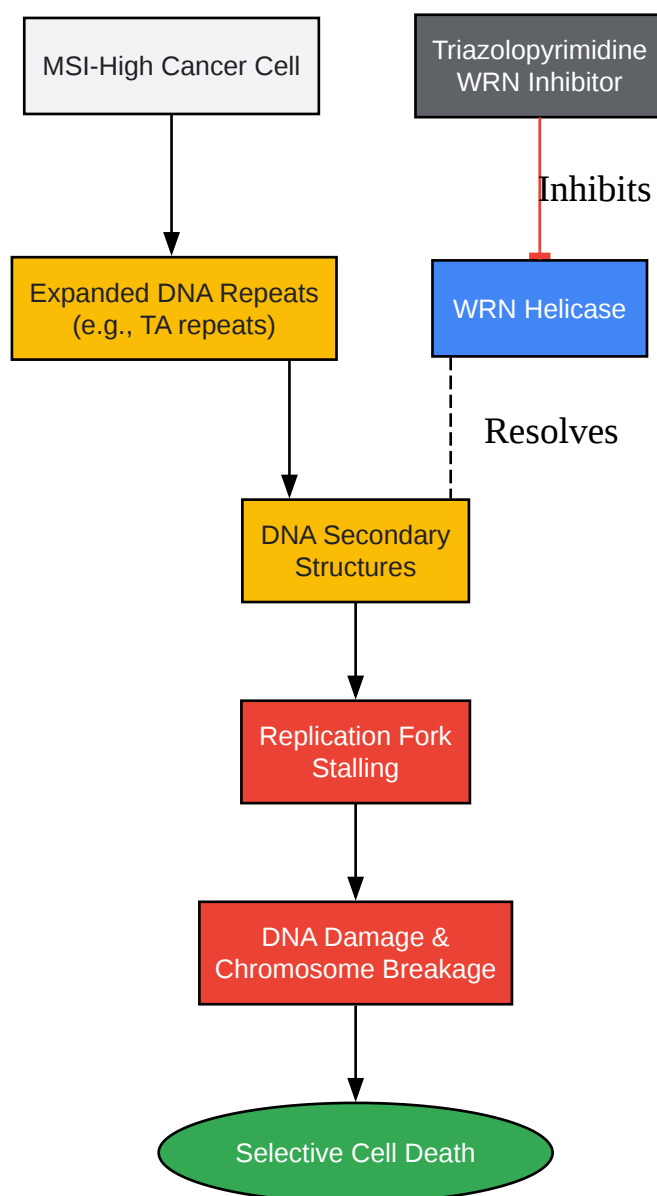 MSI-High Cancer Cell
Triazolopyrimidine
WRN Inhibitor
Inhibits
Expanded DNA Repeats
(e.g., TA repeats)
WRN Helicase
Resolves
DNA Secondary
Structures
Replication Fork
Stalling
DNA Damage &
Chromosome Breakage
Selective Cell Death